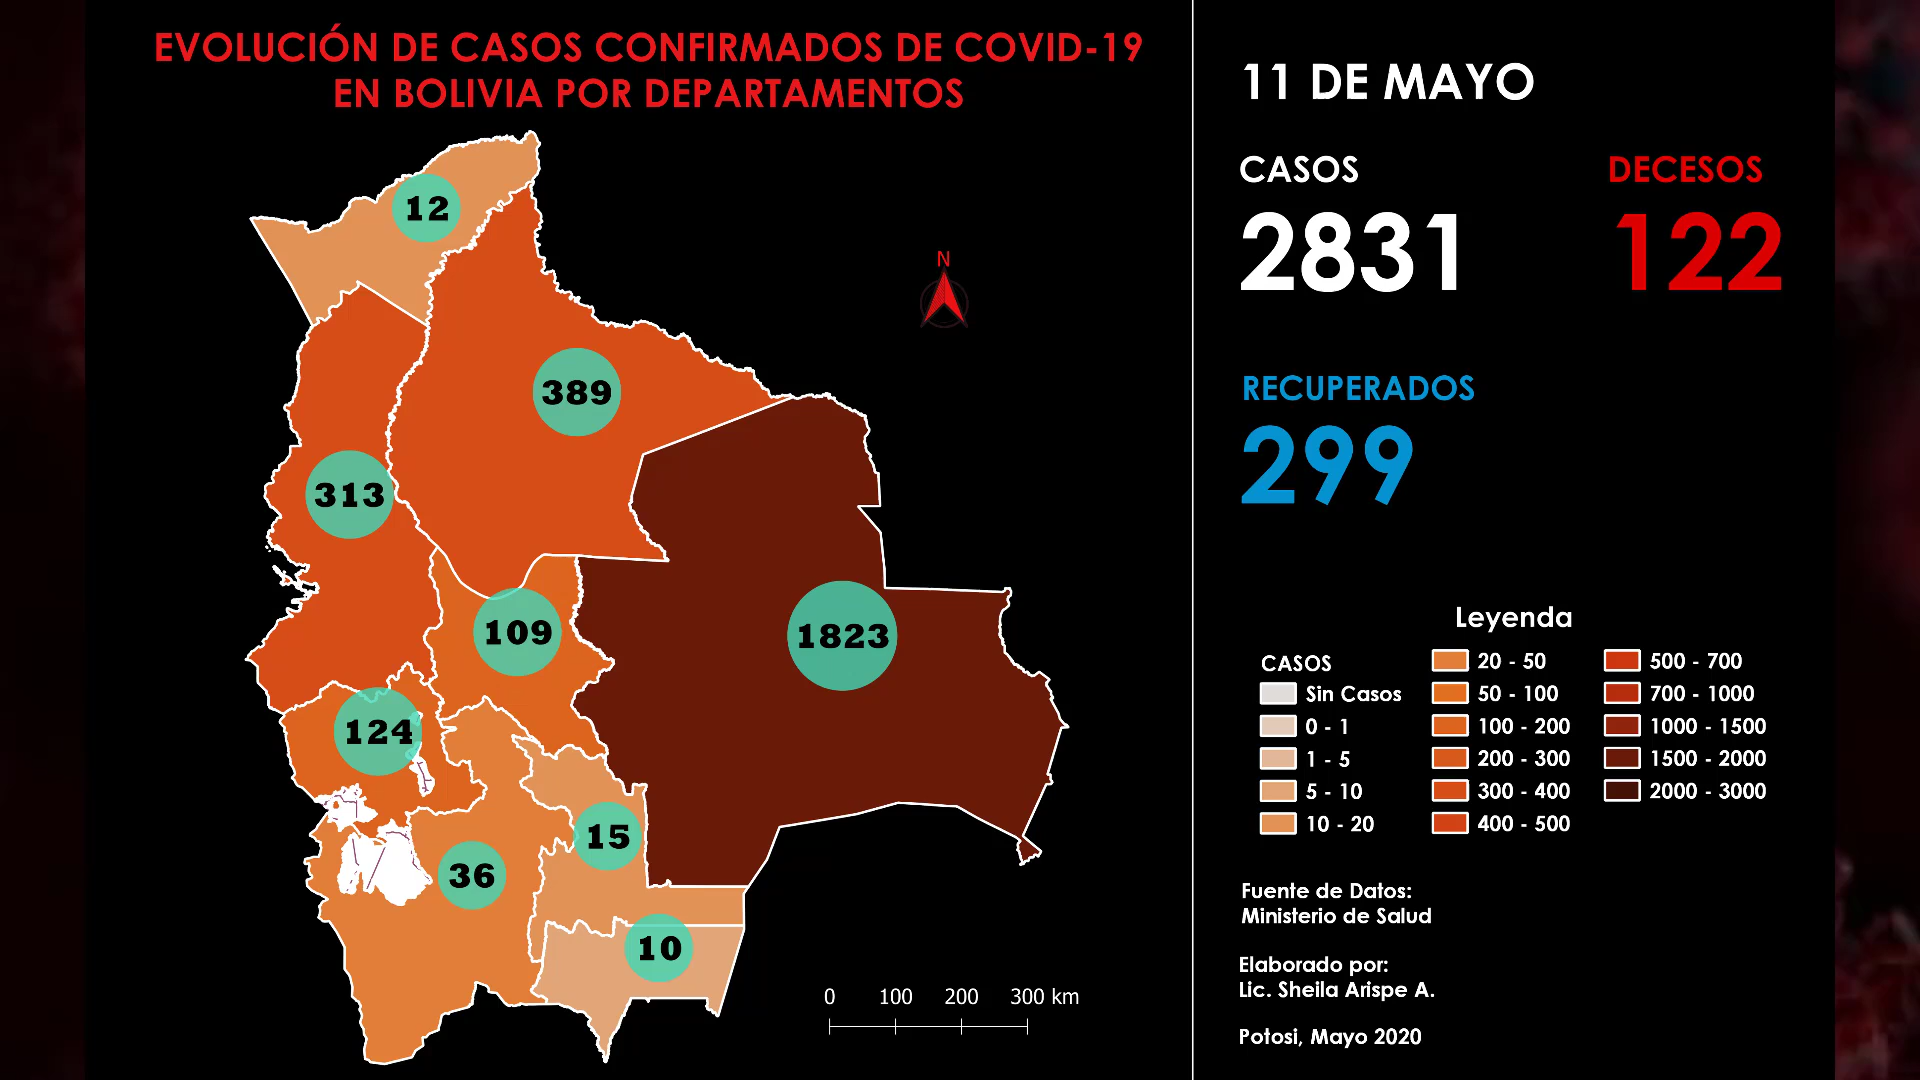 EVOLUCIÓN DE CASOS CONFIRMADOS DE COVID-19
EN BOLIVIA POR DEPARTAMENTOS
12
389
313
109
1823
124
15
36
10
N
0 100 200 300 km
11 DE MAYO
CASOS
2831
DECESOS
122
RECUPERADOS
299
Leyenda
CASOS
Sin Casos
0 - 1
1 - 5
5 - 10
10 - 20
20 - 50
50 - 100
100 - 200
200 - 300
300 - 400
400 - 500
500 - 700
700 - 1000
1000 - 1500
1500 - 2000
2000 - 3000
Fuente de Datos:
Ministerio de Salud
Elaborado por:
Lic. Sheila Arispe A.
Potosi, Mayo 2020